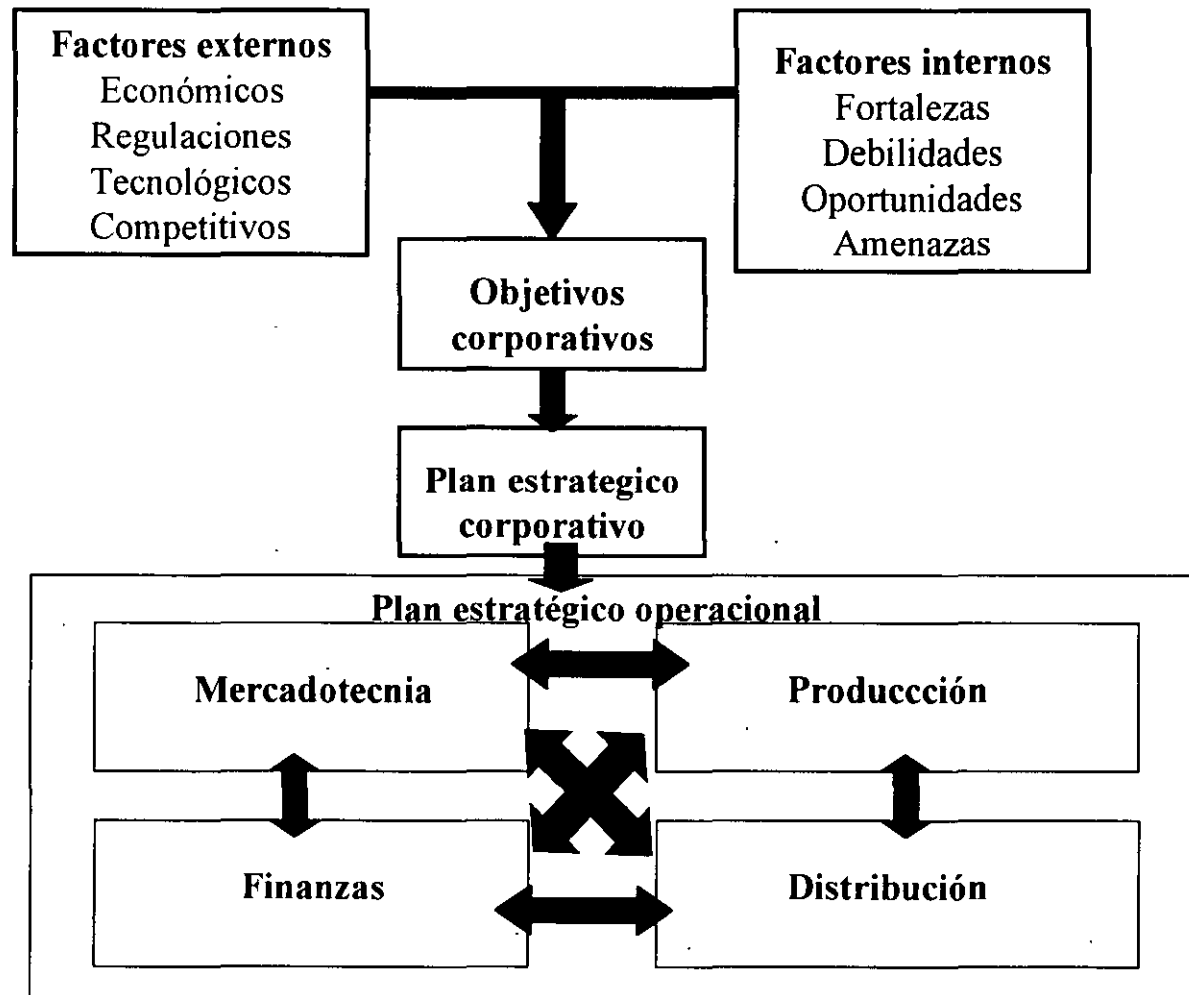 Factores externos
Económicos
Regulaciones
Tecnológicos
Competitivos
Factores internos
Fortalezas
Debilidades
Oportunidades
Amenazas
Objetivos
corporativos
Plan estrategico
corporativo
Plan estratégico operacional
Mercadotecnia
Produccción
Finanzas
Distribución